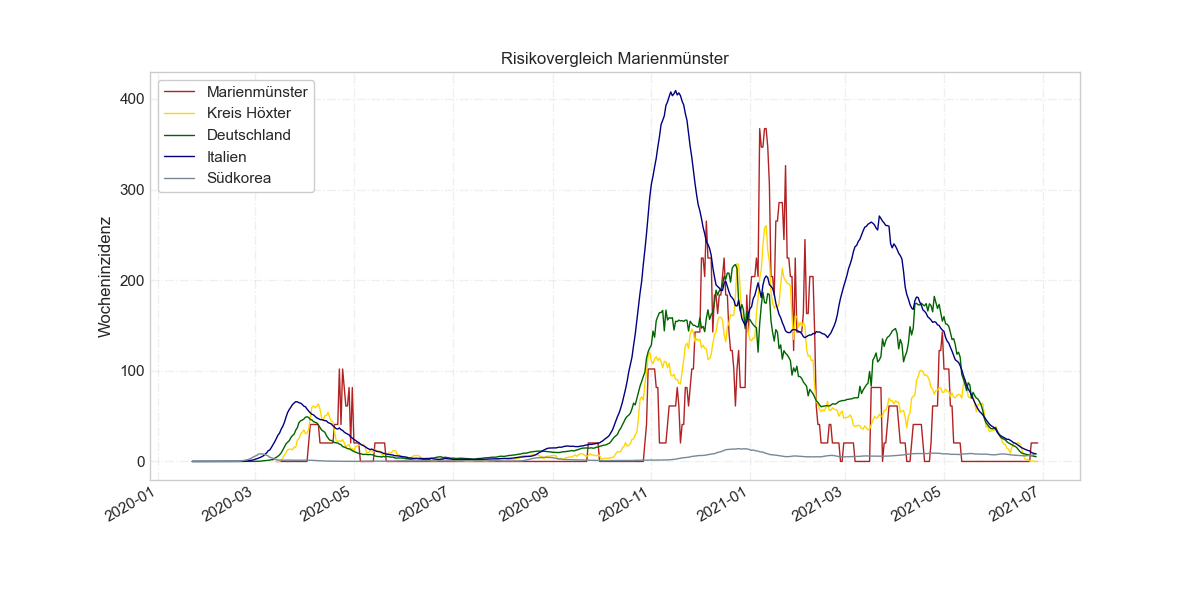 Risikovergleich Marienmünster
Marienmünster
Kreis Höxter
Deutschland
Italien
Südkorea
Wocheninzidenz
400
300
200
100
0
2020-01
2020-03
2020-05
2020-07
2020-09
2020-11
2021-01
2021-03
2021-05
2021-07